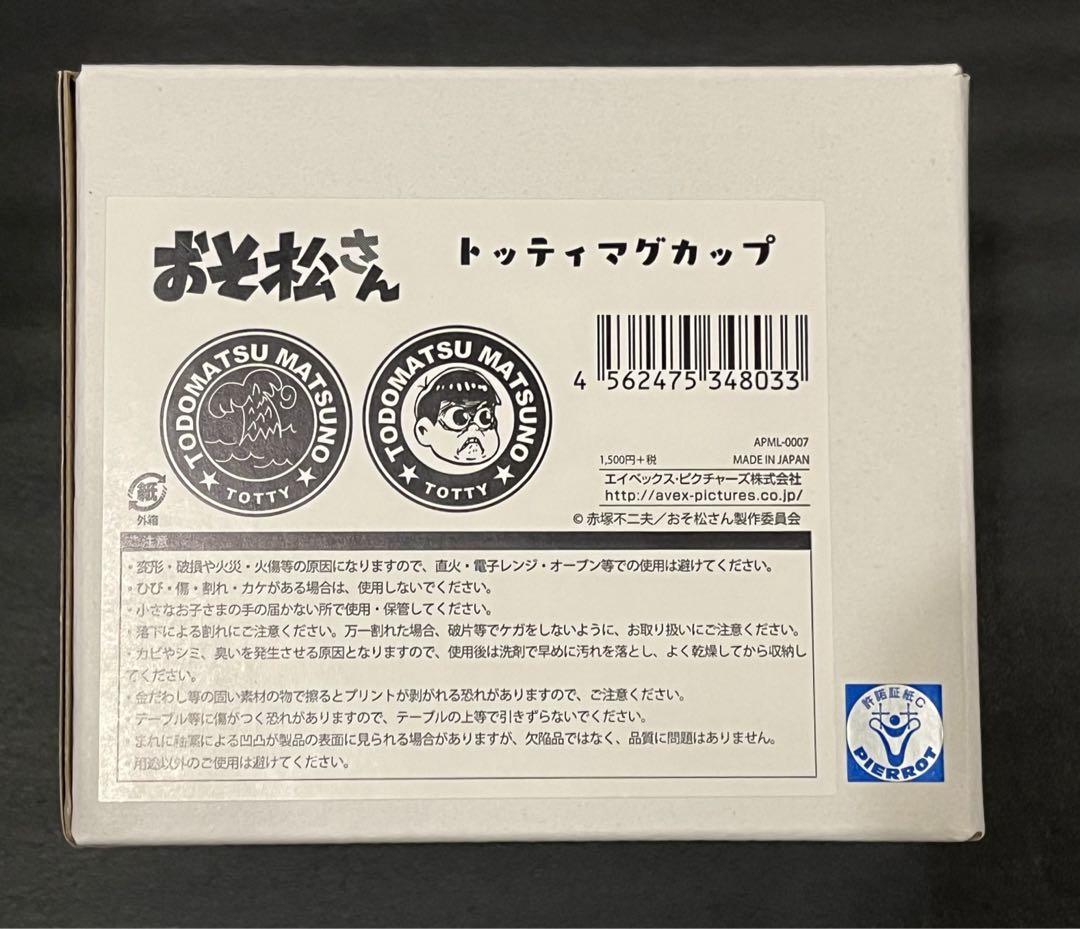 おそ松さん
トッティマグカップ
TODOMATSU MATSUNO
TOTTY
TODOMATSU MATSUNO
TOTTY
4 562475 348033
APML-0007
1,500円+税 MADE IN JAPAN
エイベックス・ピクチャーズ株式会社
http://avex-pictures.co.jp/
©赤塚不二夫／おそ松さん製作委員会
紙
外箱
ご注意
・変形・破損や火災・火傷等の原因になりますので、直火・電子レンジ・オーブン等での使用は避けてください。
・ひび・傷・割れ・カケがある場合は、使用しないでください。
・小さなお子さまの手の届かない所で使用・保管してください。
・落下による割れにご注意ください。万一割れた場合、破片等でケガをしないように、お取り扱いにご注意ください。
・カビやシミ、臭いを発生させる原因となりますので、使用後は洗剤で早めに汚れを落とし、よく乾燥してから収納し
てください。
・金だわし等の固い素材の物で擦るとプリントが剥がれる恐れがありますので、ご注意ください。
・テーブル等に傷がつく恐れがありますので、テーブルの上等で引きずらないでください。
・まれに釉薬による凹凸が製品の表面に見られる場合がありますが、欠陥品ではなく、品質に問題はありません。
・用途以外のご使用は避けてください。
許諾証紙C
PIERROT